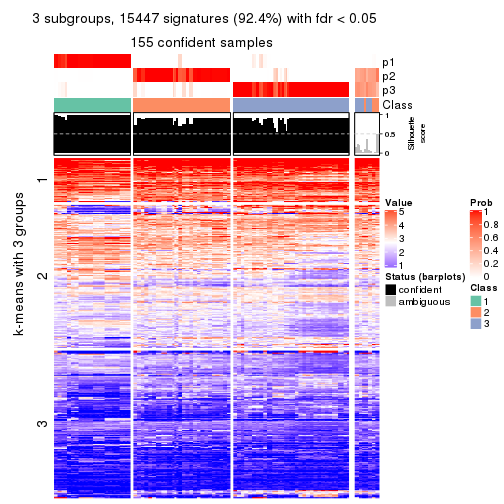 3 subgroups, 15447 signatures (92.4%) with fdr < 0.05
155 confident samples
p1
p2
p3
Class
1
0.5
0
Silhouette
score
k-means with 3 groups
1
2
3
Value
5
4
3
2
1
Status (barplots)
confident
ambiguous
Prob
1
0.8
0.6
0.4
0.2
0
Class
1
2
3